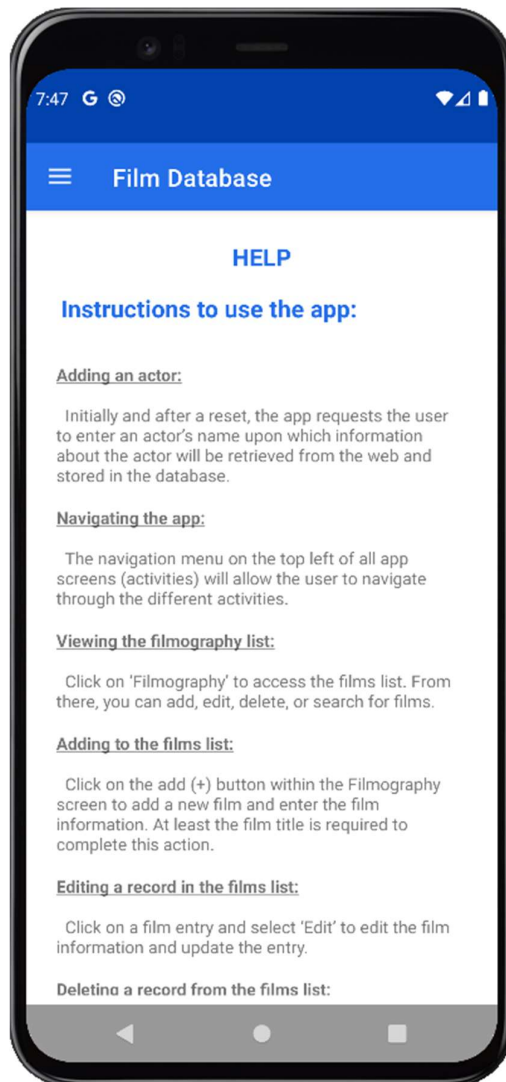 7:47 G
Film Database
HELP
Instructions to use the app:
Adding an actor:
Initially and after a reset, the app requests the user
to enter an actor's name upon which information
about the actor will be retrieved from the web and
stored in the database.
Navigating the app:
The navigation menu on the top left of all app
screens (activities) will allow the user to navigate
through the different activities.
Viewing the filmography list:
Click on 'Filmography' to access the films list. From
there, you can add, edit, delete, or search for films.
Adding to the films list:
Click on the add (+) button within the Filmography
screen to add a new film and enter the film
information. At least the film title is required to
complete this action.
Editing a record in the films list:
Click on a film entry and select 'Edit' to edit the film
information and update the entry.
Deleting a record from the films list: